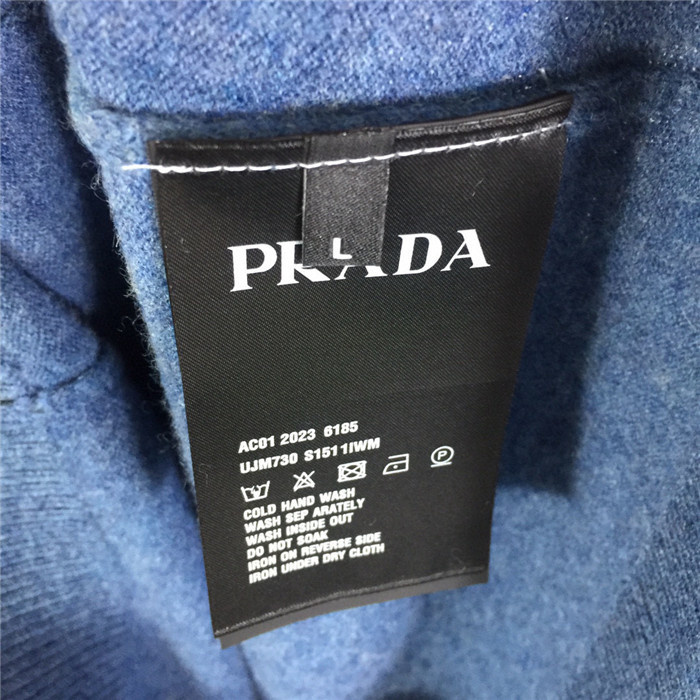 PRADA
L
AC01 2023 6185
UJM730 S1511IWM
COLD HAND WASH
WASH SEP ARATELY
WASH INSIDE OUT
DO NOT SOAK
IRON ON REVERSE SIDE
IRON UNDER DRY CLOTH